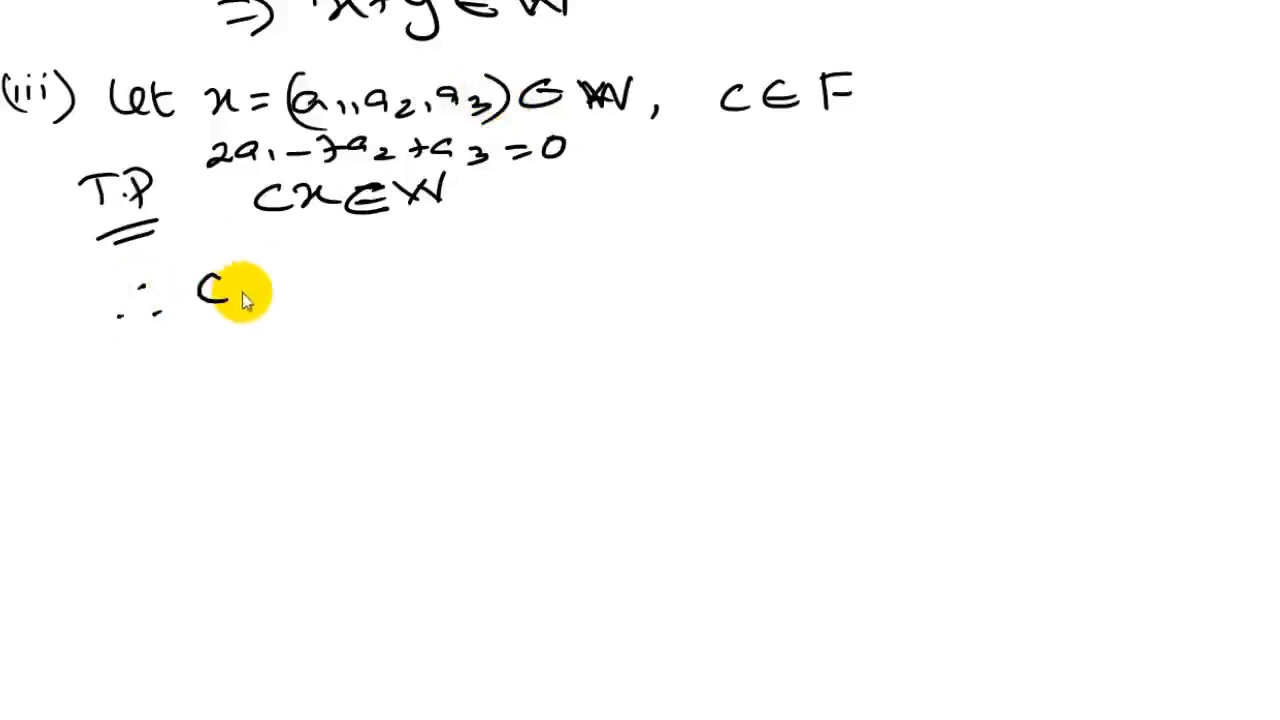 ⇒ x+y ∈ W
(iii) Let x = (a₁, a₂, a₃) ∈ W, c ∈ F
2a₁ - 7a₂ + a₃ = 0
T.P cx ∈ W
∴ c